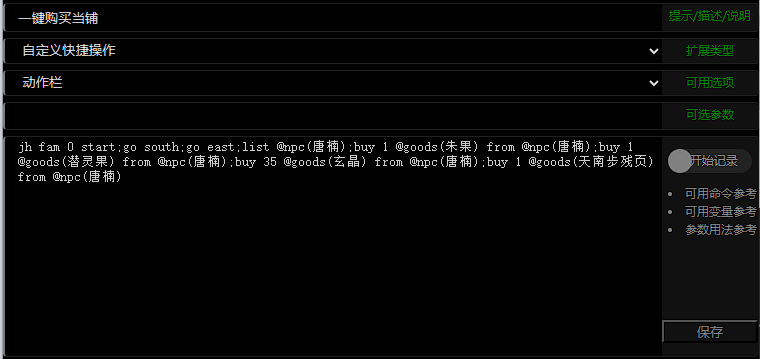 一键购买当铺
提示/描述/说明
自定义快捷操作
扩展类型
动作栏
可用选项
可选参数
jh fam 0 start;go south;go east;list @npc(唐楠);buy 1 @goods(朱果) from @npc(唐楠);buy 1
@goods(潜灵果) from @npc(唐楠);buy 35 @goods(玄晶) from @npc(唐楠);buy 1 @goods(天南步残页)
from @npc(唐楠)
开始记录
可用命令参考
可用变量参考
参数用法参考
保存